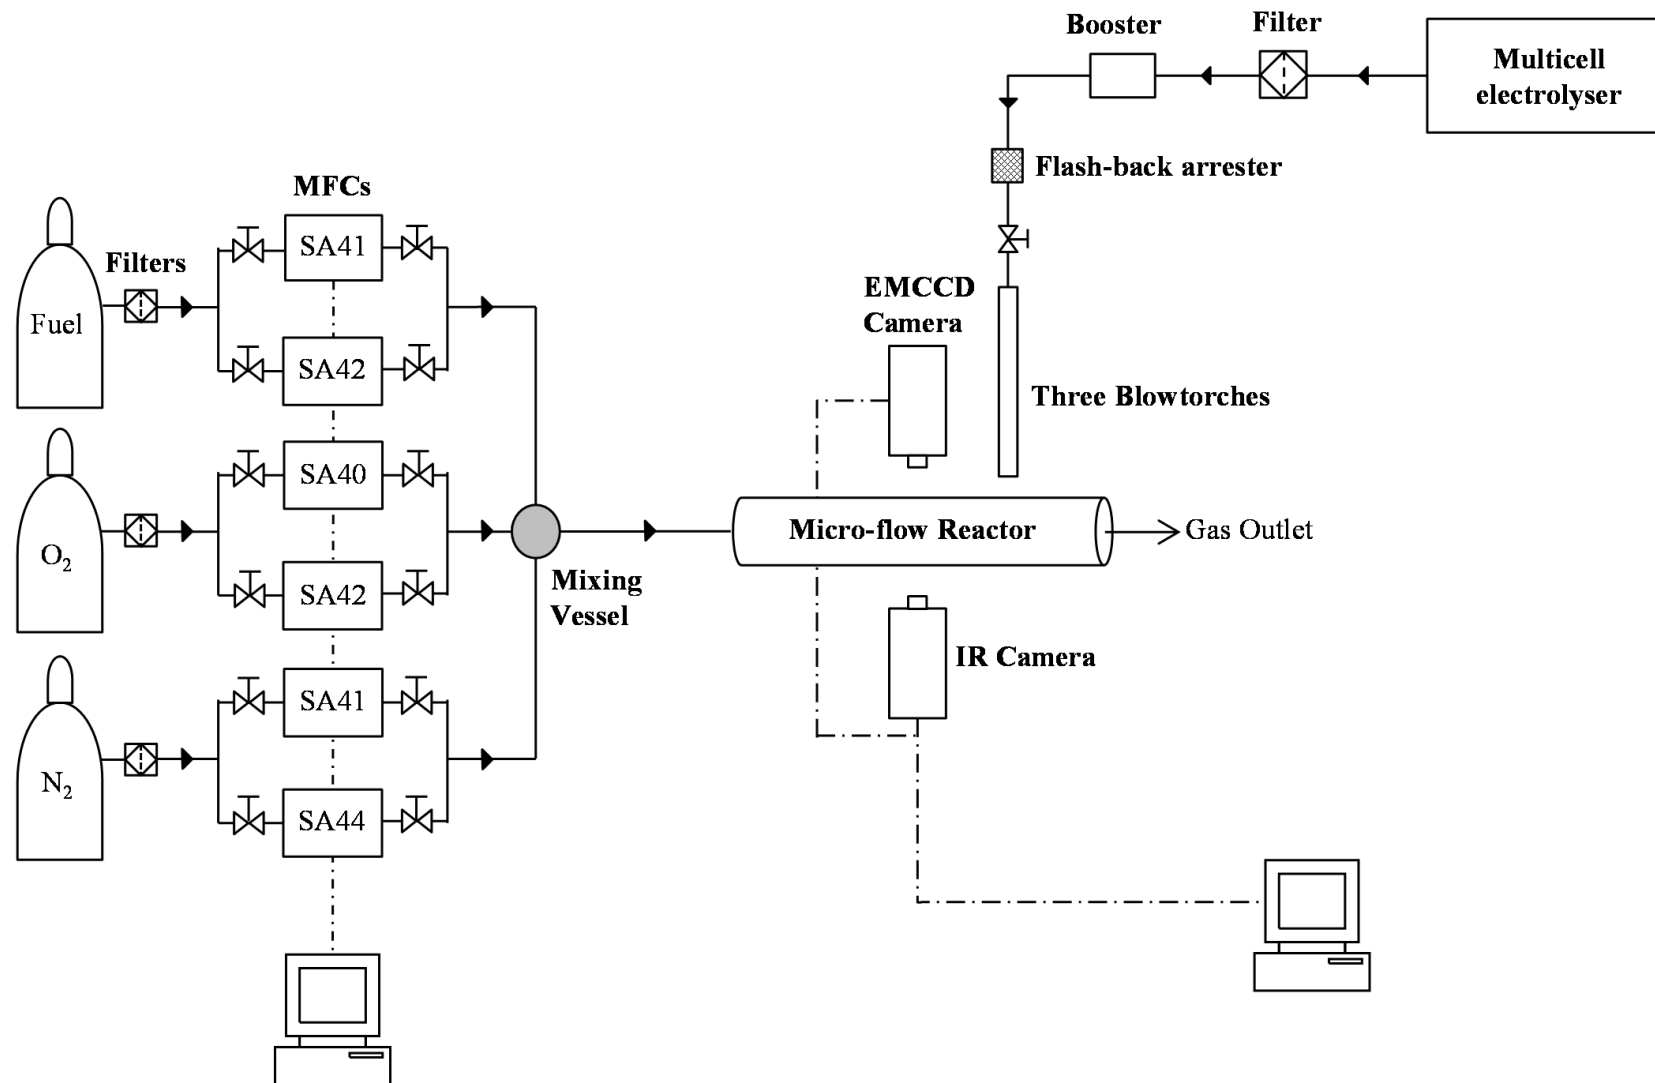 Booster
Filter
Multicell
electrolyser
Flash-back arrester
MFCs
SA41
Filters
Fuel
SA42
EMCCD
Camera
Three Blowtorches
SA40
O₂
SA42
Micro-flow Reactor
Gas Outlet
Mixing
Vessel
IR Camera
SA41
N₂
SA44